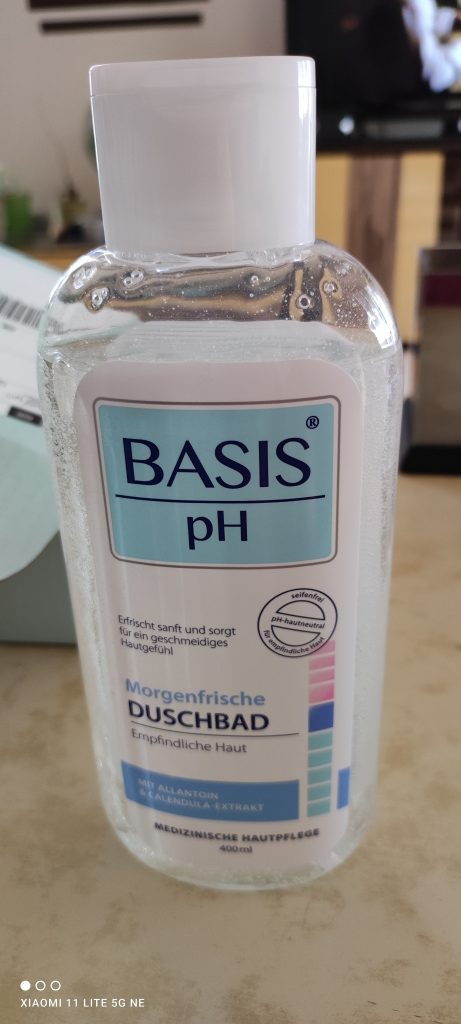 BASIS®
pH
seifenfrei
pH-hautneutral
für empfindliche Haut
Erfrischt sanft und sorgt
für ein geschmeidiges
Hautgefühl
Morgenfrische
DUSCHBAD
Empfindliche Haut
MIT ALLANTOIN
& CALENDULA-EXTRAKT
MEDIZINISCHE HAUTPFLEGE
400ml
XIAOMI 11 LITE 5G NE